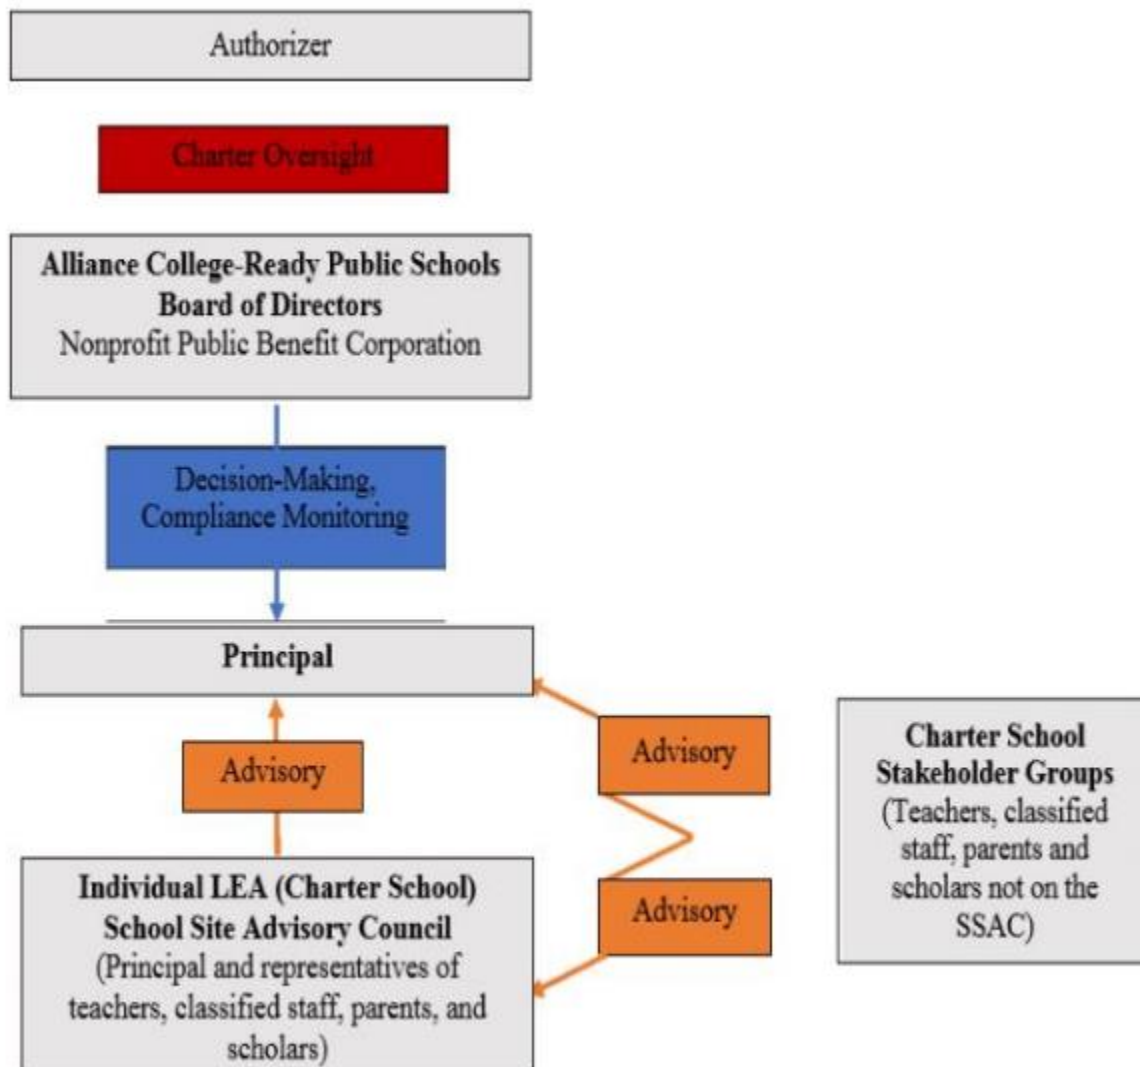 Authorizer
Charter Oversight
Alliance College-Ready Public Schools
Board of Directors
Nonprofit Public Benefit Corporation
Decision-Making,
Compliance Monitoring
Principal
Advisory
Advisory
Charter School
Stakeholder Groups
(Teachers, classified
staff, parents and
scholars not on the
SSAC)
Individual LEA (Charter School)
School Site Advisory Council
(Principal and representatives of
teachers, classified staff, parents, and
scholars)
Advisory